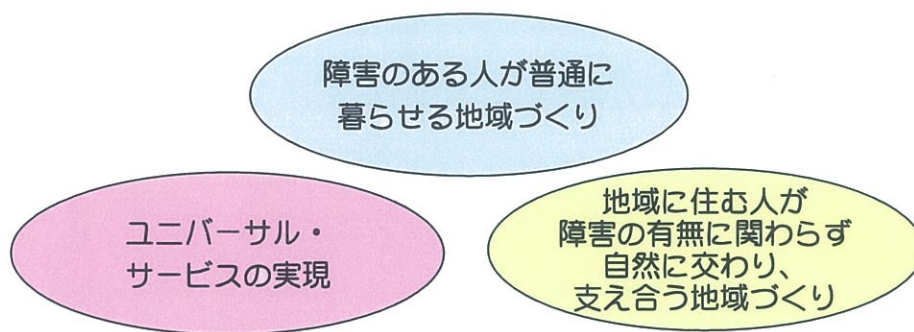 障害のある人が普通に
暮らせる地域づくり
ユニバーサル・
サービスの実現
地域に住む人が
障害の有無に関わらず
自然に交わり、
支え合う地域づくり